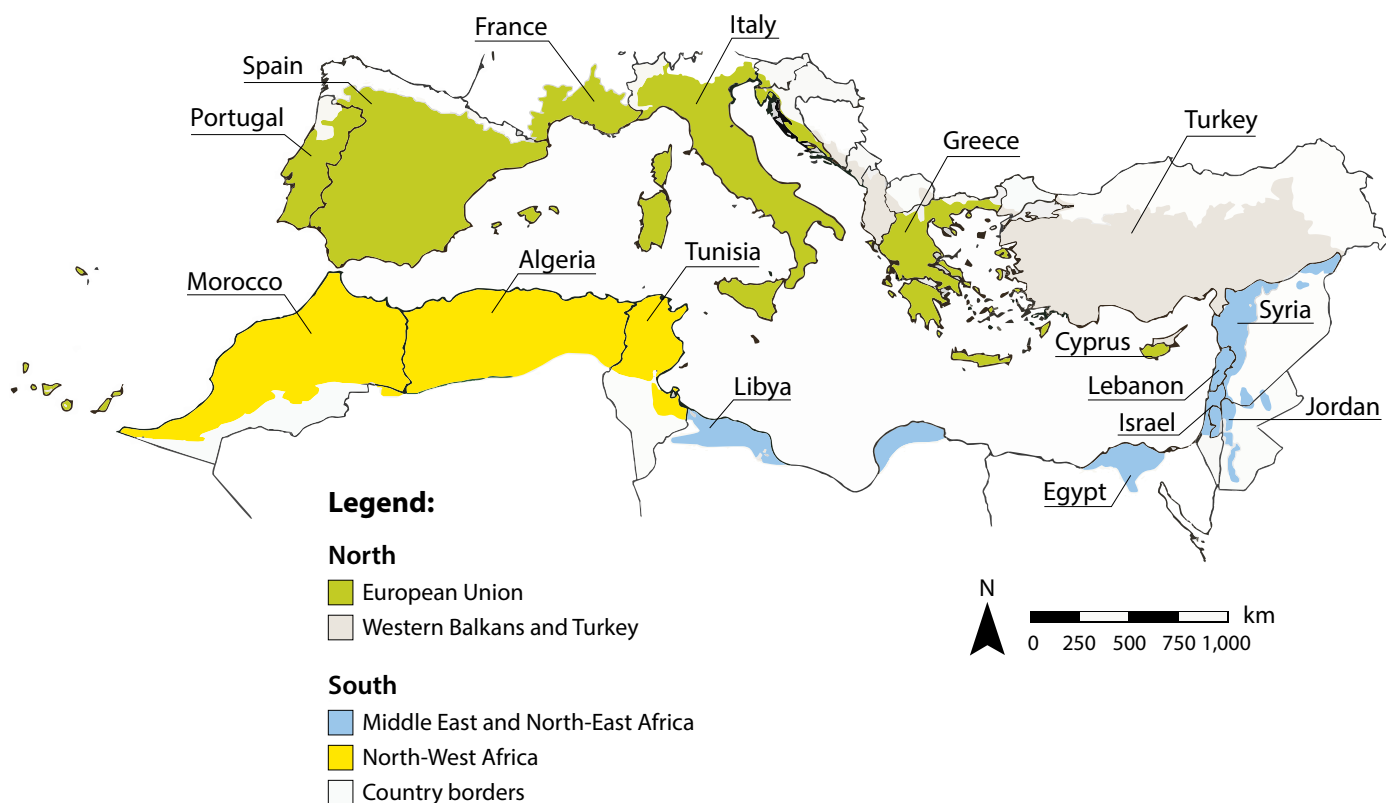 France
Italy
Spain
Portugal
Turkey
Greece
Algeria
Tunisia
Morocco
Syria
Cyprus
Lebanon
Libya
Israel
Jordan
Egypt
Legend:
North
European Union
Western Balkans and Turkey
South
Middle East and North-East Africa
North-West Africa
Country borders
N
km
0 250 500 750 1,000